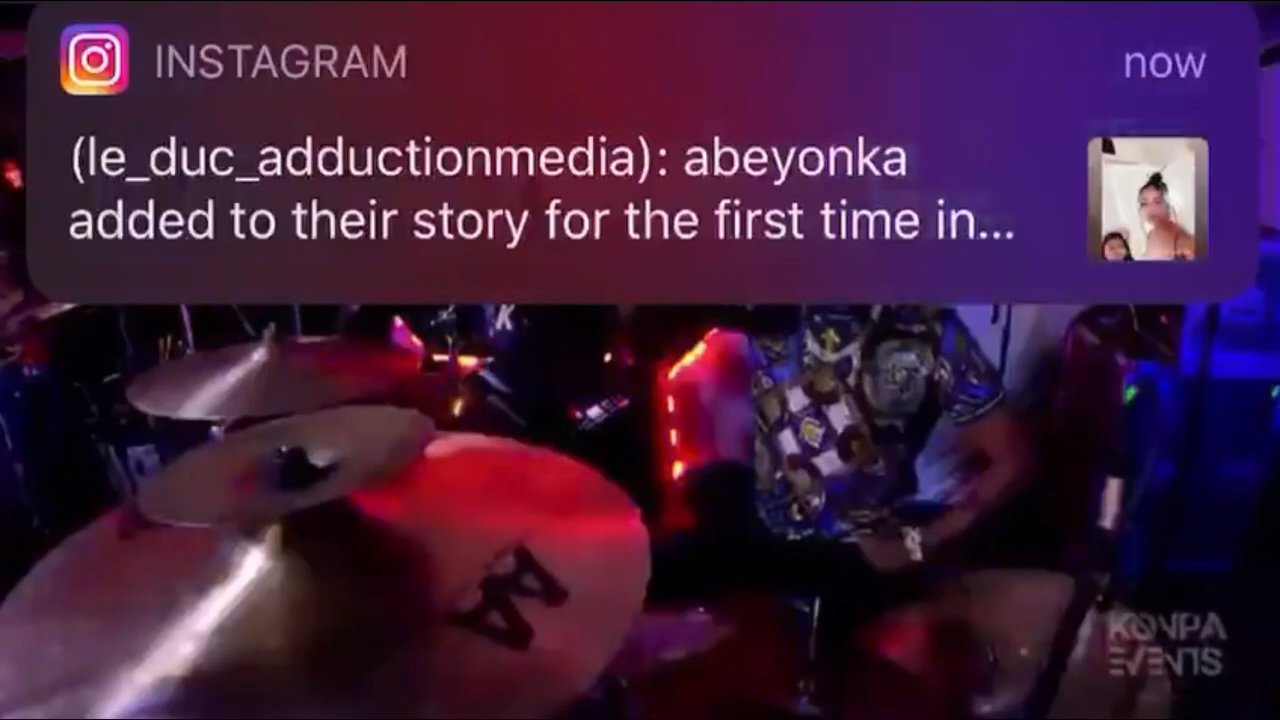 INSTAGRAM
now
(le_duc_adductionmedia): abeyonka
added to their story for the first time in...
K
KONPA
EVENTS